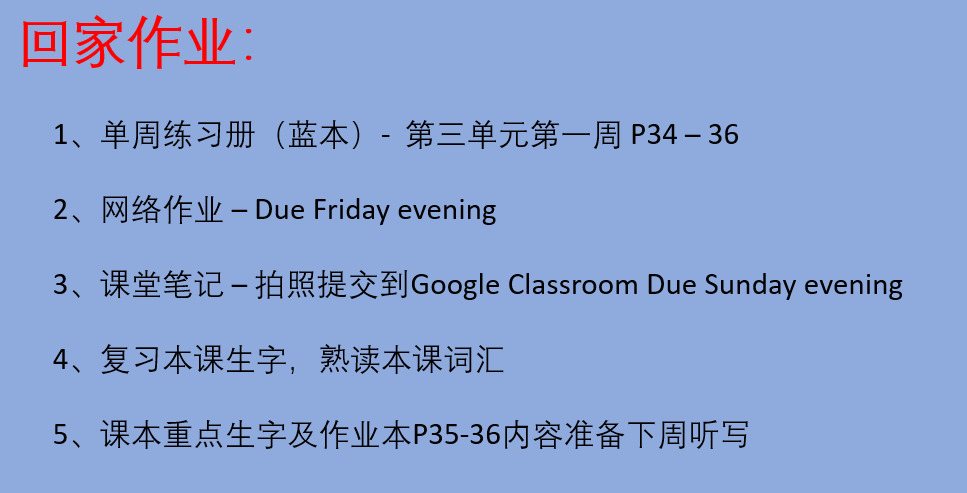 回家作业：
1、单周练习册（蓝本）- 第三单元第一周 P34 – 36
2、网络作业 – Due Friday evening
3、课堂笔记 – 拍照提交到Google Classroom Due Sunday evening
4、复习本课生字，熟读本课词汇
5、课本重点生字及作业本P35-36内容准备下周听写